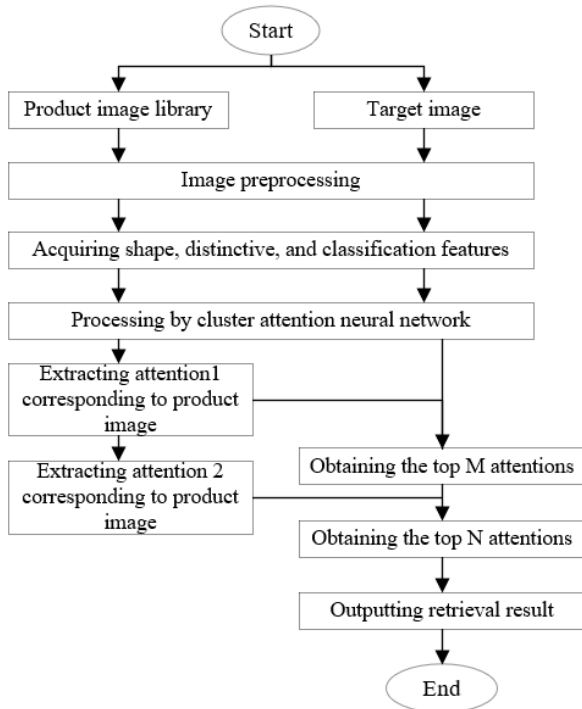 Start
Product image library
Target image
Image preprocessing
Acquiring shape, distinctive, and classification features
Processing by cluster attention neural network
Extracting attention1
corresponding to product
image
Extracting attention 2
corresponding to product
image
Obtaining the top M attentions
Obtaining the top N attentions
Outputting retrieval result
End